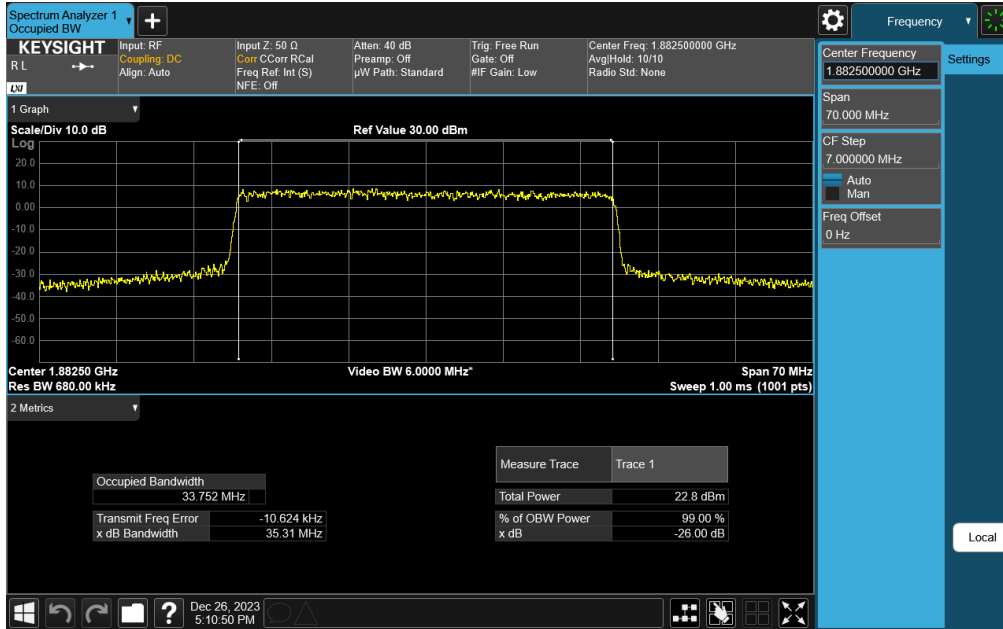 Spectrum Analyzer 1
Occupied BW
+
Frequency
KEYSIGHT
R L
LXI
Input: RF
Coupling: DC
Align: Auto
Input Z: 50 Ω
Corr CCorr RCal
Freq Ref: Int (S)
NFE: Off
Atten: 40 dB
Preamp: Off
µW Path: Standard
Trig: Free Run
Gate: Off
#IF Gain: Low
Center Freq: 1.882500000 GHz
Avg|Hold: 10/10
Radio Std: None
Center Frequency
1.882500000 GHz
Settings
Span
70.000 MHz
CF Step
7.000000 MHz
Auto
Man
Freq Offset
0 Hz
Local
1 Graph
Scale/Div 10.0 dB
Ref Value 30.00 dBm
Log
20.0
10.0
0.00
-10.0
-20.0
-30.0
-40.0
-50.0
-60.0
Center 1.88250 GHz
Video BW 6.0000 MHz*
Span 70 MHz
Res BW 680.00 kHz
Sweep 1.00 ms (1001 pts)
2 Metrics
Measure Trace Trace 1
Occupied Bandwidth
33.752 MHz
Total Power 22.8 dBm
Transmit Freq Error -10.624 kHz
% of OBW Power 99.00 %
x dB Bandwidth 35.31 MHz
x dB -26.00 dB
?
Dec 26, 2023
5:10:50 PM